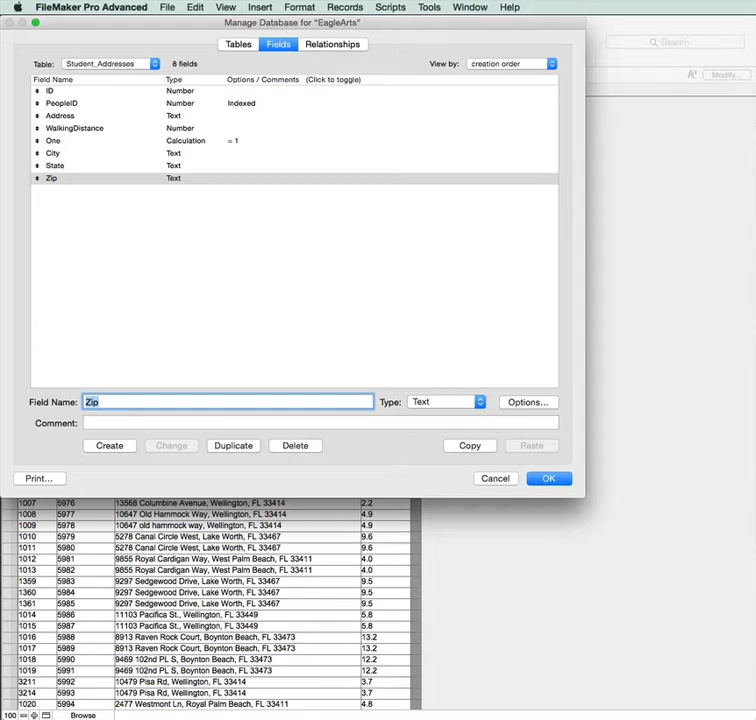 FileMaker Pro Advanced File Edit View Insert Format Records Scripts Tools Window Help
Manage Database for "EagleArts"
Search
Tables Fields Relationships
Table: Student_Addresses 8 fields View by: creation order
Modify...
Field Name Type Options / Comments (Click to toggle)
ID Number
PeopleID Number Indexed
Address Text
WalkingDistance Number
One Calculation = 1
City Text
State Text
Zip Text
Field Name: Zip Type: Text Options...
Comment:
Create Change Duplicate Delete Copy Paste
Print... Cancel OK
1007 5976 13568 Columbine Avenue, Wellington, FL 33414 2.2
1008 5977 10647 Old Hammock Way, Wellington, FL 33414 4.9
1009 5978 10647 old hammock way, Wellington, FL 33414 4.9
1010 5979 5278 Canal Circle West, Lake Worth, FL 33467 9.6
1011 5980 5278 Canal Circle West, Lake Worth, FL 33467 9.6
1012 5981 9855 Royal Cardigan Way, West Palm Beach, FL 33411 4.0
1013 5982 9855 Royal Cardigan Way, West Palm Beach, FL 33411 4.0
1359 5983 9297 Sedgewood Drive, Lake Worth, FL 33467 9.5
1360 5984 9297 Sedgewood Drive, Lake Worth, FL 33467 9.5
1361 5985 9297 Sedgewood Drive, Lake Worth, FL 33467 9.5
1014 5986 11103 Pacifica St., Wellington, FL 33449 5.8
1015 5987 11103 Pacifica St., Wellington, FL 33449 5.8
1016 5988 8913 Raven Rock Court, Boynton Beach, FL 33473 13.2
1017 5989 8913 Raven Rock Court, Boynton Beach, FL 33473 13.2
1018 5990 9469 102nd PL S, Boynton Beach, FL 33473 12.2
1019 5991 9469 102nd PL S, Boynton Beach, FL 33473 12.2
3211 5992 10479 Pisa Rd, Wellington, FL 33414 3.7
3214 5993 10479 Pisa Rd, Wellington, FL 33414 3.7
1020 5994 2477 Westmont Ln, Royal Palm Beach, FL 33411 4.8
100 Browse